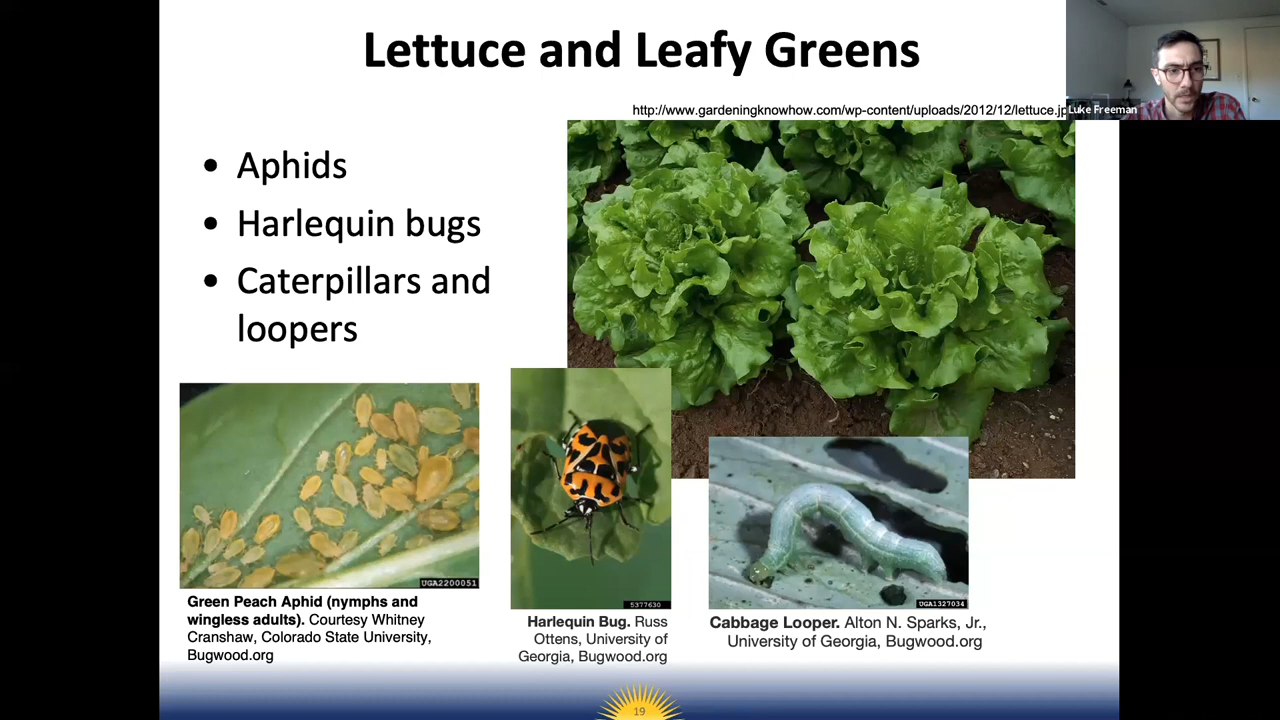 Lettuce and Leafy Greens
http://www.gardeningknowhow.com/wp-content/uploads/2012/12/lettuce.jp
Luke Freeman
• Aphids
• Harlequin bugs
• Caterpillars and
loopers
UGA2200051
5377630
UGA1327034
Green Peach Aphid (nymphs and
wingless adults). Courtesy Whitney
Cranshaw, Colorado State University,
Bugwood.org
Harlequin Bug. Russ
Ottens, University of
Georgia, Bugwood.org
Cabbage Looper. Alton N. Sparks, Jr.,
University of Georgia, Bugwood.org
19